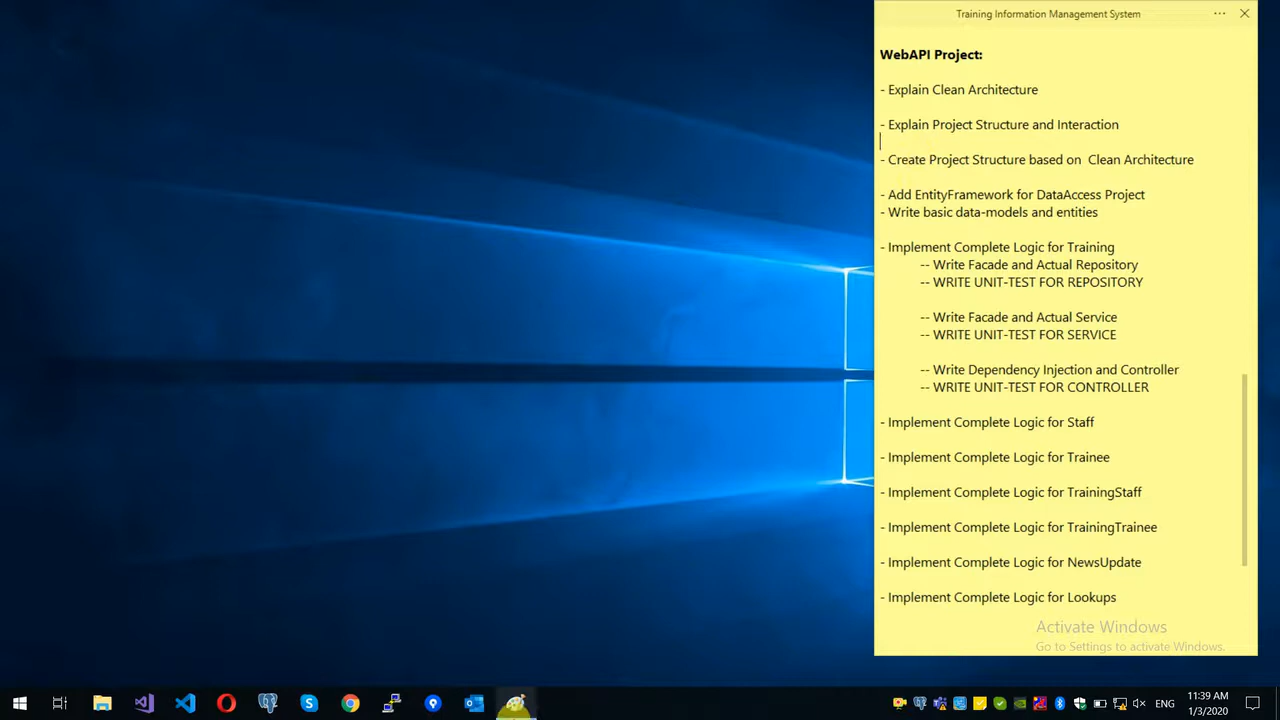 Training Information Management System
WebAPI Project:
- Explain Clean Architecture
- Explain Project Structure and Interaction
- Create Project Structure based on  Clean Architecture
- Add EntityFramework for DataAccess Project
- Write basic data-models and entities
- Implement Complete Logic for Training
-- Write Facade and Actual Repository
-- WRITE UNIT-TEST FOR REPOSITORY
-- Write Facade and Actual Service
-- WRITE UNIT-TEST FOR SERVICE
-- Write Dependency Injection and Controller
-- WRITE UNIT-TEST FOR CONTROLLER
- Implement Complete Logic for Staff
- Implement Complete Logic for Trainee
- Implement Complete Logic for TrainingStaff
- Implement Complete Logic for TrainingTrainee
- Implement Complete Logic for NewsUpdate
- Implement Complete Logic for Lookups
Activate Windows
Go to Settings to activate Windows.
ENG
11:39 AM
1/3/2020